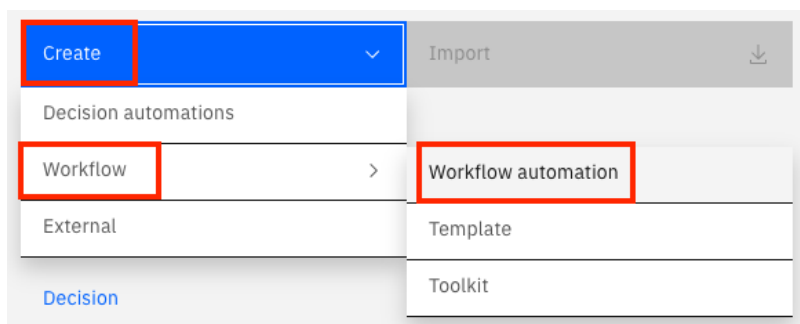 Create
Import
Decision automations
Workflow
Workflow automation
External
Template
Toolkit
Decision